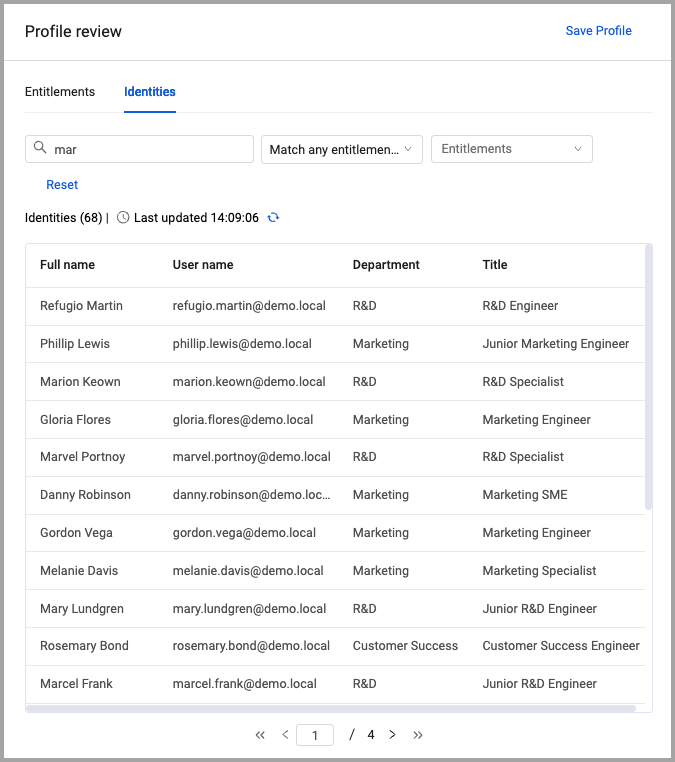 Profile review Save Profile
Entitlements Identities
mar Match any entitlemen... Entitlements
Reset
Identities (68) | Last updated 14:09:06
Full name User name Department Title
Refugio Martin refugio.martin@demo.local R&D R&D Engineer
Phillip Lewis phillip.lewis@demo.local Marketing Junior Marketing Engineer
Marion Keown marion.keown@demo.local R&D R&D Specialist
Gloria Flores gloria.flores@demo.local Marketing Marketing Engineer
Marvel Portnoy marvel.portnoy@demo.local R&D R&D Specialist
Danny Robinson danny.robinson@demo.loc... Marketing Marketing SME
Gordon Vega gordon.vega@demo.local Marketing Marketing Engineer
Melanie Davis melanie.davis@demo.local Marketing Marketing Specialist
Mary Lundgren mary.lundgren@demo.local R&D Junior R&D Engineer
Rosemary Bond rosemary.bond@demo.local Customer Success Customer Success Engineer
Marcel Frank marcel.frank@demo.local R&D Junior R&D Engineer
« < 1 / 4 > »